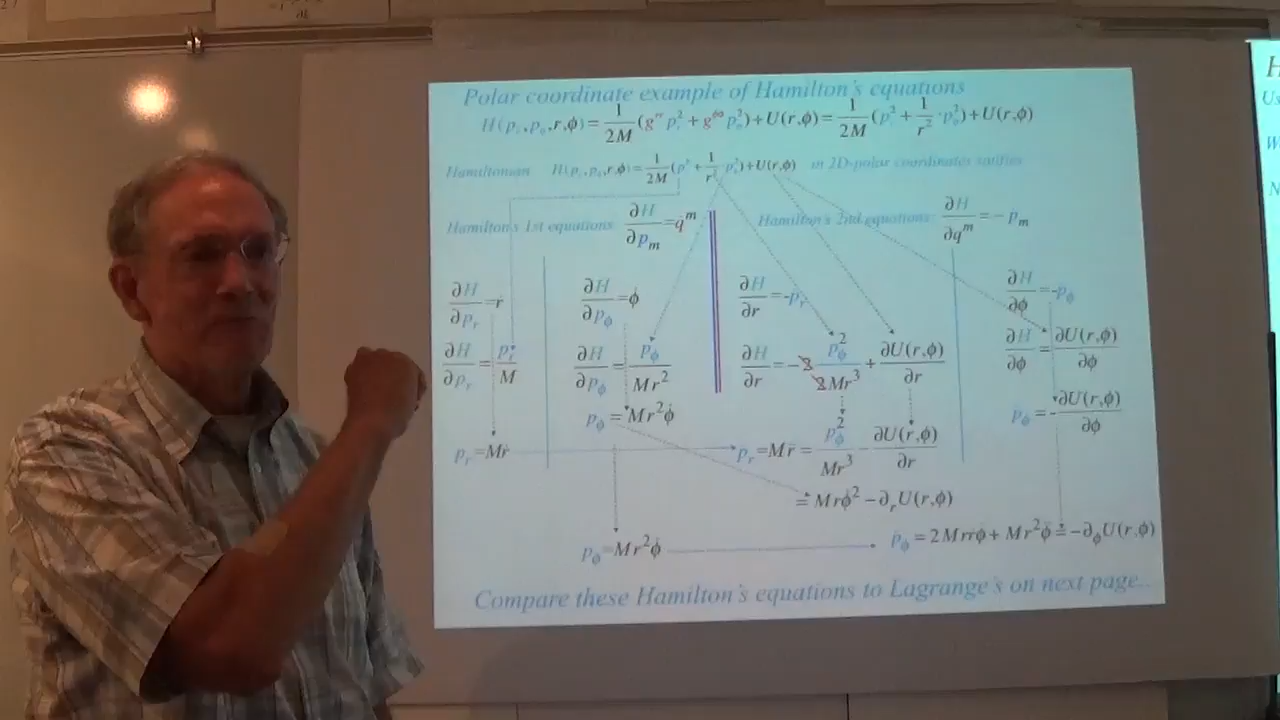 Polar coordinate example of Hamilton's equations
H(p_r,p_ϕ,r,ϕ)= 1/2M (g^rr p_r^2 + g^ϕϕ p_ϕ^2)+U(r,ϕ)= 1/2M (p_r^2 + 1/r^2 ·p_ϕ^2)+U(r,ϕ)
Hamiltonian H(p_r,p_ϕ,r,ϕ)= 1/2M (p_r^2 + 1/r^2 ·p_ϕ^2)+U(r,ϕ) in 2D-polar coordinates
Hamilton's 1st equations: ∂H/∂p_m = q̇^m
Hamilton's 2nd equations: ∂H/∂q^m = - ṗ_m
∂H/∂p_r = ṙ
∂H/∂p_r = p_r/M
p_r=Mṙ
∂H/∂p_ϕ = ϕ̇
∂H/∂p_ϕ = p_ϕ/Mr^2
p_ϕ = Mr^2ϕ̇
p_ϕ=Mr^2ϕ̇
∂H/∂r = -ṗ_r
∂H/∂r = -2 p_ϕ^2/2Mr^3 + ∂U(r,ϕ)/∂r
ṗ_r=Mr̈ = p_ϕ^2/Mr^3 - ∂U(r,ϕ)/∂r
= Mrϕ̇^2 - ∂_rU(r,ϕ)
∂H/∂ϕ = -ṗ_ϕ
∂H/∂ϕ = ∂U(r,ϕ)/∂ϕ
ṗ_ϕ = - ∂U(r,ϕ)/∂ϕ
ṗ_ϕ = 2Mrṙϕ̇ + Mr^2ϕ̈ = -∂_ϕU(r,ϕ)
Compare these Hamilton's equations to Lagrange's on next page...
H